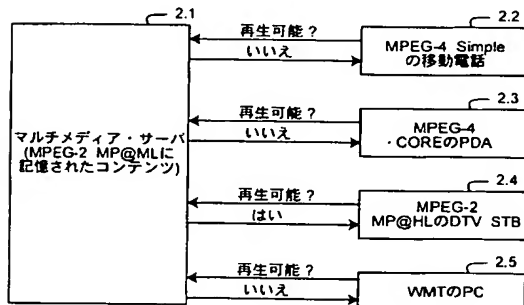 2.1
マルチメディア・サーバ
(MPEG-2 MP@MLに
記憶されたコンテンツ)
再生可能？
いいえ
2.2
MPEG-4 Simple
の移動電話
再生可能？
いいえ
2.3
MPEG-4
・COREのPDA
再生可能？
はい
2.4
MPEG-2
MP@HLのDTV STB
再生可能？
いいえ
2.5
WMTのPC